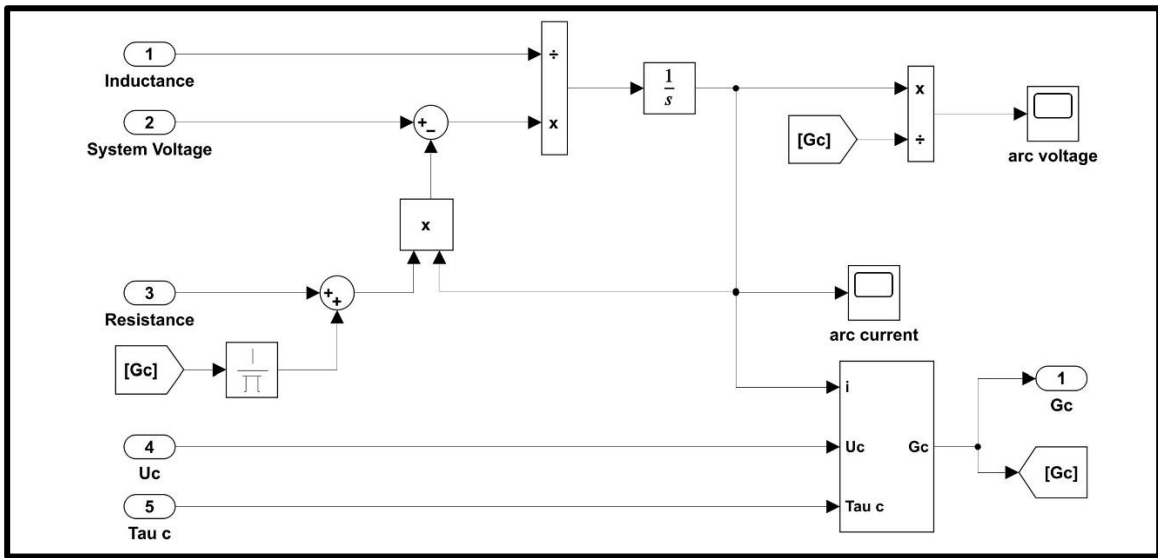 1
Inductance
÷
x
2
System Voltage
+
−
1
s
x
÷
[Gc]
arc voltage
x
3
Resistance
+
+
arc current
[Gc]
1
∏
i
Uc
Tau c
Gc
1
Gc
[Gc]
4
Uc
5
Tau c